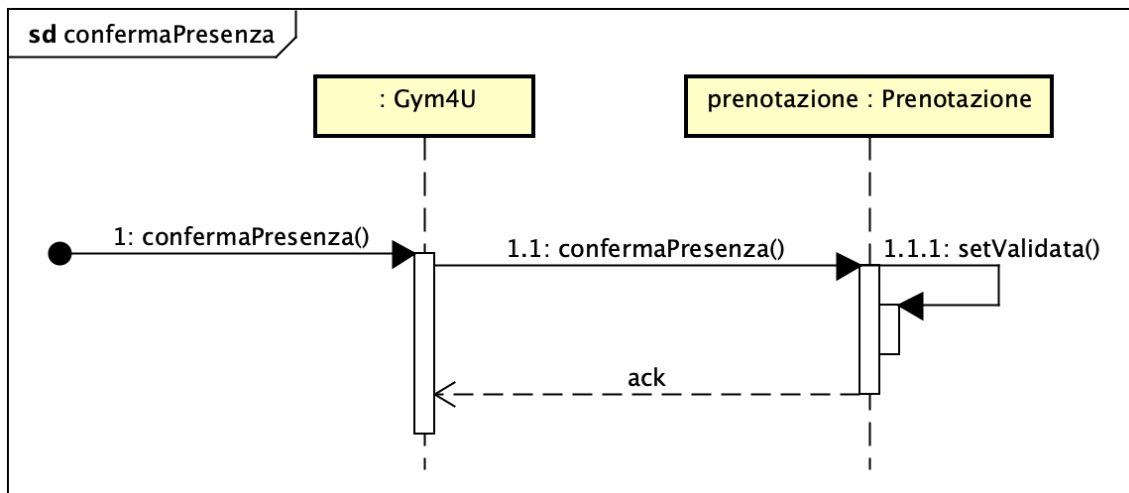 sd confermaPresenza
: Gym4U
prenotazione : Prenotazione
1: confermaPresenza()
1.1: confermaPresenza()
1.1.1: setValidata()
ack